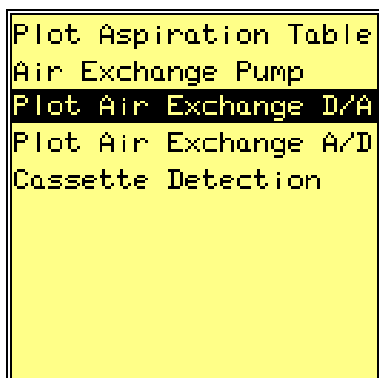 Plot Aspiration Table
Air Exchange Pump
Plot Air Exchange D/A
Plot Air Exchange A/D
Cassette Detection